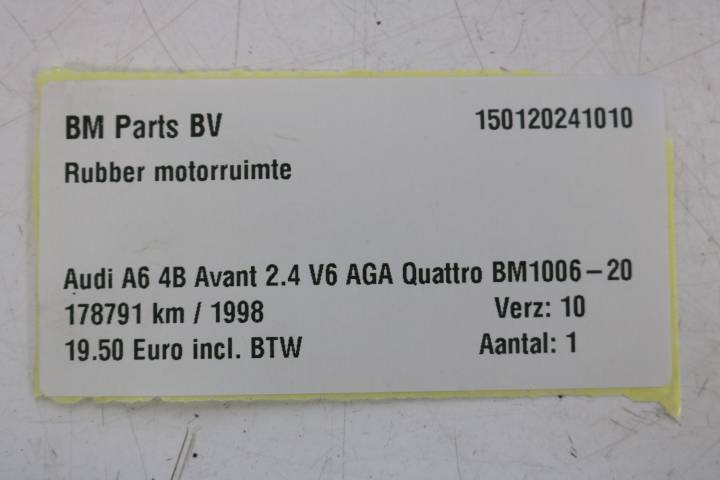 BM Parts BV 150120241010
Rubber motorruimte
Audi A6 4B Avant 2.4 V6 AGA Quattro BM1006-20
178791 km / 1998 Verz: 10
19.50 Euro incl. BTW Aantal: 1